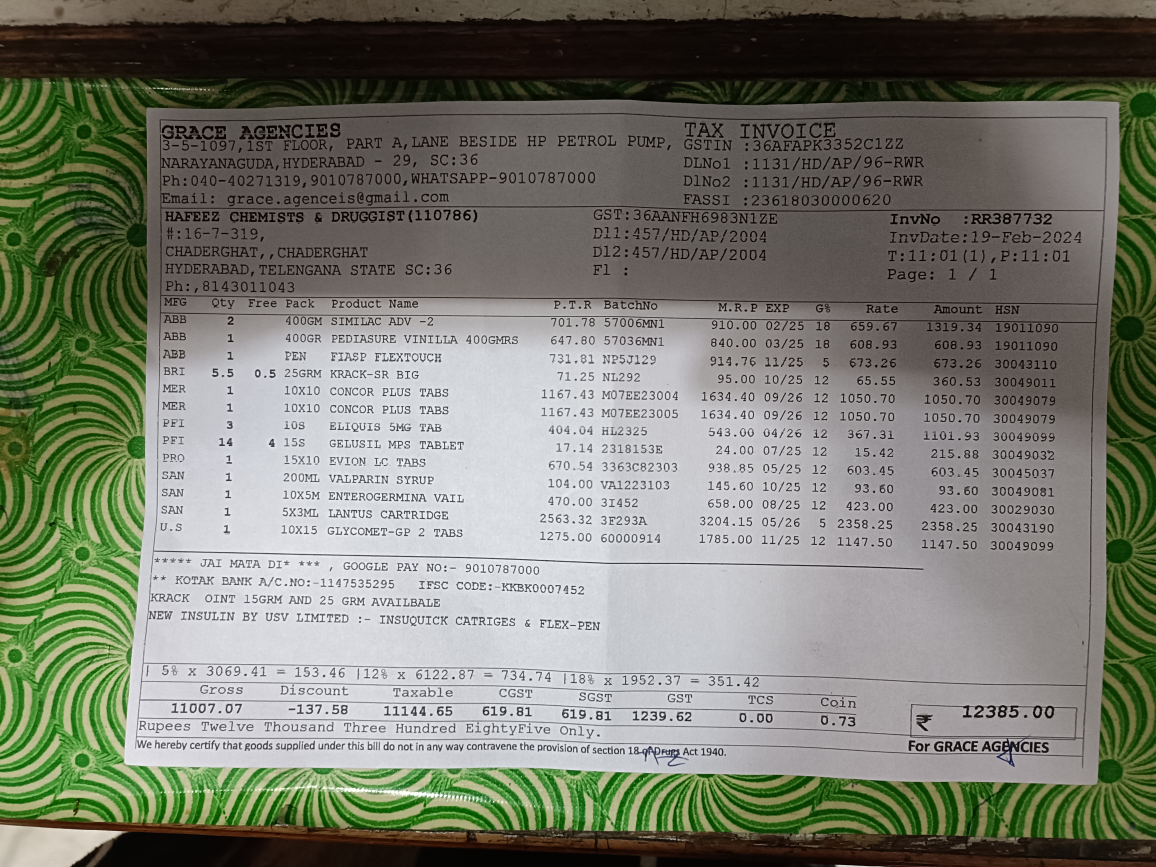 GRACE AGENCIES TAX INVOICE
3-5-1097,1ST FLOOR, PART A,LANE BESIDE HP PETROL PUMP, GSTIN :36AFAPK3352C1ZZ
NARAYANAGUDA,HYDERABAD - 29, SC:36 DLNo1 :1131/HD/AP/96-RWR
Ph:040-40271319,9010787000,WHATSAPP-9010787000 DlNo2 :1131/HD/AP/96-RWR
Email: grace.agenceis@gmail.com FASSI :23618030000620
HAFEEZ CHEMISTS & DRUGGIST(110786) GST:36AANFH6983N1ZE InvNo :RR387732
#:16-7-319, Dl1:457/HD/AP/2004 InvDate:19-Feb-2024
CHADERGHAT,,CHADERGHAT Dl2:457/HD/AP/2004 T:11:01(1),P:11:01
HYDERABAD,TELENGANA STATE SC:36 Fl : Page: 1 / 1
Ph:,8143011043
MFG Qty Free Pack Product Name P.T.R BatchNo M.R.P EXP G% Rate Amount HSN
ABB 2 400GM SIMILAC ADV -2 701.78 57006MN1 910.00 02/25 18 659.67 1319.34 19011090
ABB 1 400GR PEDIASURE VINILLA 400GMRS 647.80 57036MN1 840.00 03/25 18 608.93 608.93 19011090
ABB 1 PEN FIASP FLEXTOUCH 731.81 NP5J129 914.76 11/25 5 673.26 673.26 30043110
BRI 5.5 0.5 25GRM KRACK-SR BIG 71.25 NL292 95.00 10/25 12 65.55 360.53 30049011
MER 1 10X10 CONCOR PLUS TABS 1167.43 M07EE23004 1634.40 09/26 12 1050.70 1050.70 30049079
MER 1 10X10 CONCOR PLUS TABS 1167.43 M07EE23005 1634.40 09/26 12 1050.70 1050.70 30049079
PFI 3 10S ELIQUIS 5MG TAB 404.04 HL2325 543.00 04/26 12 367.31 1101.93 30049099
PFI 14 4 15S GELUSIL MPS TABLET 17.14 2318153E 24.00 07/25 12 15.42 215.88 30049032
PRO 1 15X10 EVION LC TABS 670.54 3363C82303 938.85 05/25 12 603.45 603.45 30045037
SAN 1 200ML VALPARIN SYRUP 104.00 VA1223103 145.60 10/25 12 93.60 93.60 30049081
SAN 1 10X5M ENTEROGERMINA VAIL 470.00 3I452 658.00 08/25 12 423.00 423.00 30029030
SAN 1 5X3ML LANTUS CARTRIDGE 2563.32 3F293A 3204.15 05/26 5 2358.25 2358.25 30043190
U.S 1 10X15 GLYCOMET-GP 2 TABS 1275.00 60000914 1785.00 11/25 12 1147.50 1147.50 30049099
***** JAI MATA DI* *** , GOOGLE PAY NO:- 9010787000
** KOTAK BANK A/C.NO:-1147535295 IFSC CODE:-KKBK0007452
KRACK OINT 15GRM AND 25 GRM AVAILBALE
NEW INSULIN BY USV LIMITED :- INSUQUICK CATRIGES & FLEX-PEN
| 5% x 3069.41 = 153.46 |12% x 6122.87 = 734.74 |18% x 1952.37 = 351.42
Gross Discount Taxable CGST SGST GST TCS Coin
11007.07 -137.58 11144.65 619.81 619.81 1239.62 0.00 0.73 ₹ 12385.00
Rupees Twelve Thousand Three Hundred EightyFive Only.
We hereby certify that goods supplied under this bill do not in any way contravene the provision of section 18 of Drugs Act 1940. For GRACE AGENCIES